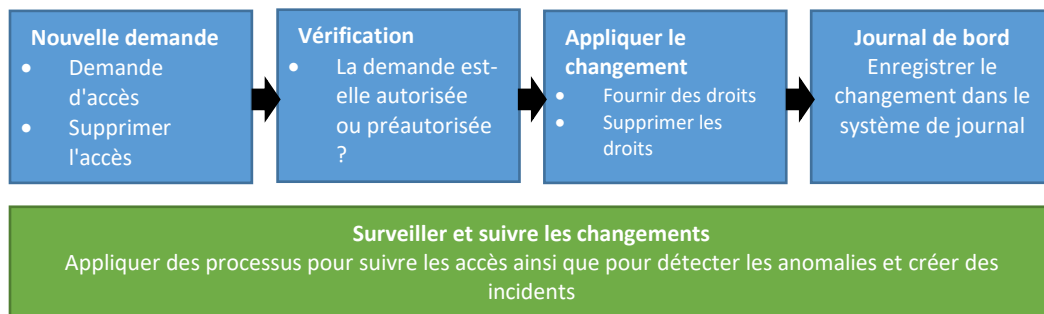 Nouvelle demande
• Demande
d'accès
• Supprimer
l'accès
Vérification
• La demande est-
elle autorisée
ou préautorisée
?
Appliquer le
changement
• Fournir des droits
• Supprimer les
droits
Journal de bord
Enregistrer le
changement dans le
système de journal
Surveiller et suivre les changements
Appliquer des processus pour suivre les accès ainsi que pour détecter les anomalies et créer des
incidents